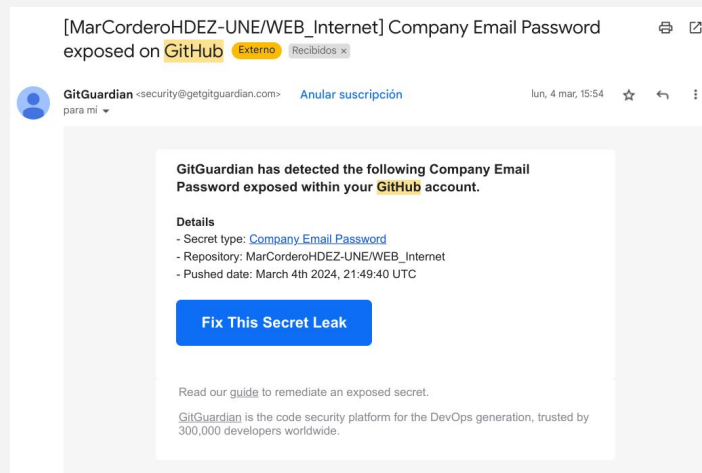 [MarCorderoHDEZ-UNE/WEB_Internet] Company Email Password
exposed on GitHub Externo Recibidos ×
GitGuardian <security@getgitguardian.com> Anular suscripción lun, 4 mar, 15:54
para mí
GitGuardian has detected the following Company Email
Password exposed within your GitHub account.
Details
- Secret type: Company Email Password
- Repository: MarCorderoHDEZ-UNE/WEB_Internet
- Pushed date: March 4th 2024, 21:49:40 UTC
Fix This Secret Leak
Read our guide to remediate an exposed secret.
GitGuardian is the code security platform for the DevOps generation, trusted by
300,000 developers worldwide.